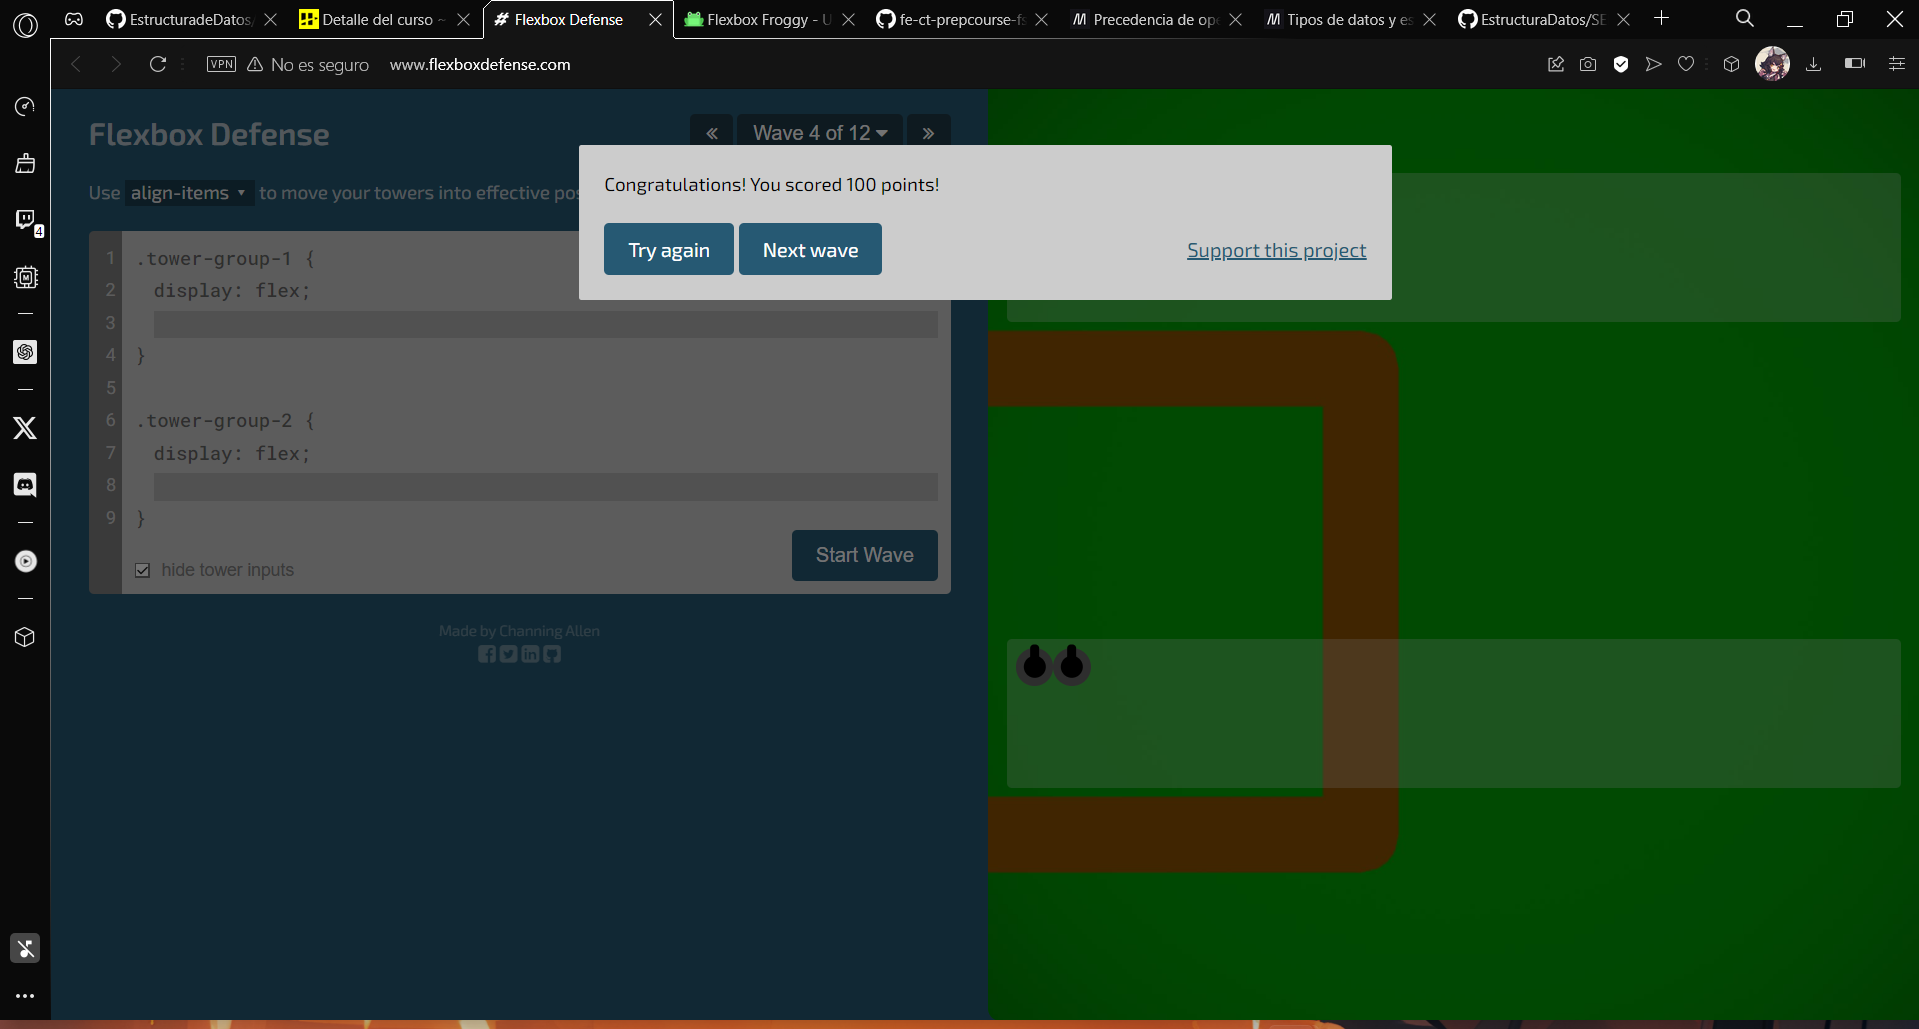 EstructuradeDatos/
Detalle del curso ~
Flexbox Defense
Flexbox Froggy - U
fe-ct-prepcourse-fs
Precedencia de ope
Tipos de datos y es
EstructuraDatos/SE
VPN
No es seguro
www.flexboxdefense.com
Flexbox Defense
« Wave 4 of 12 »
Use align-items to move your towers into effective pos
Congratulations! You scored 100 points!
Try again
Next wave
Support this project
1 .tower-group-1 {
2 display: flex;
3
4 }
5
6 .tower-group-2 {
7 display: flex;
8
9 }
Start Wave
hide tower inputs
Made by Channing Allen
4